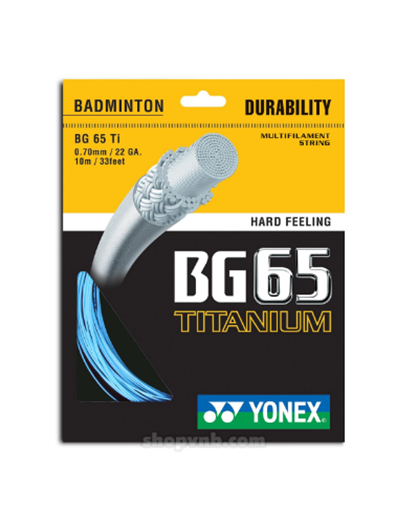 BADMINTON
DURABILITY
BG 65 Ti
0.70mm / 22 GA.
10m / 33feet
MULTIFILAMENT
STRING
HARD FEELING
BG65
TITANIUM
YONEX®
shopvnb.com